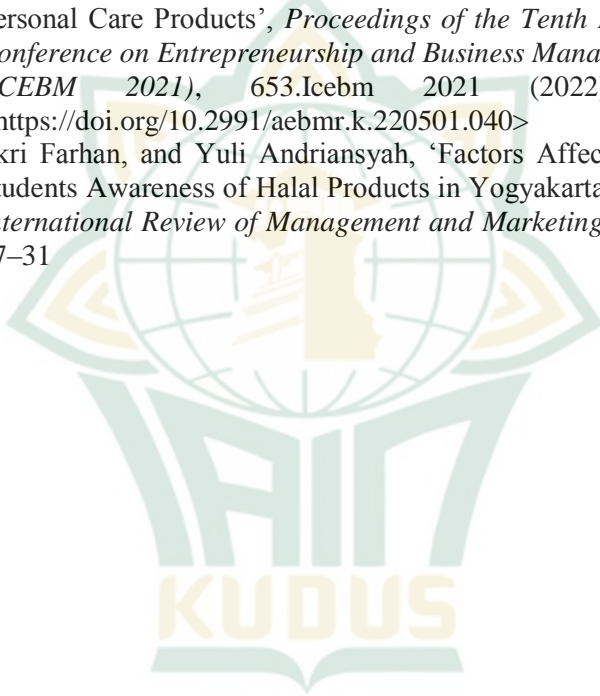 ersonal Care Products’, Proceedings of the Tenth
onference on Entrepreneurship and Business Mana
CEBM 2021), 653.Icebm 2021 (2022)
https://doi.org/10.2991/aebmr.k.220501.040>
kri Farhan, and Yuli Andriansyah, ‘Factors Affec
tudents Awareness of Halal Products in Yogyakarta
nternational Review of Management and Marketing
7–31
IAIN
KUDUS